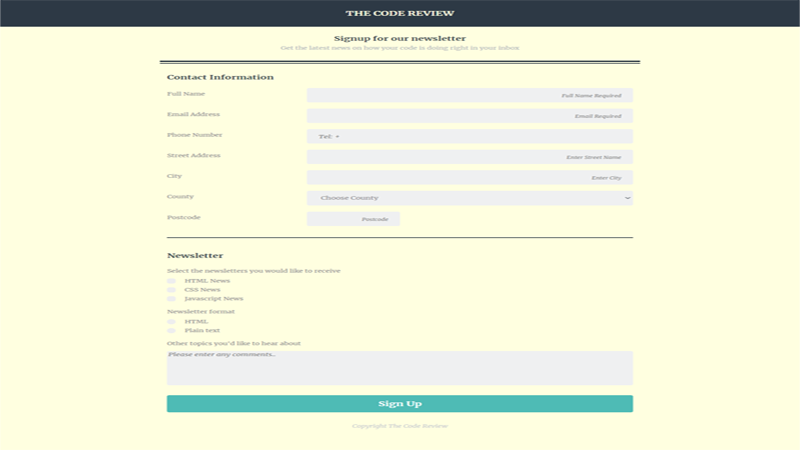 THE CODE REVIEW
Signup for our newsletter
Get the latest news on how your code is doing right in your inbox
Contact Information
Full Name
Full Name Required
Email Address
Email Required
Phone Number
Tel: +
Street Address
Enter Street Name
City
Enter City
County
Choose County
Postcode
Postcode
Newsletter
Select the newsletters you would like to receive
HTML News
CSS News
Javascript News
Newsletter format
HTML
Plain text
Other topics you'd like to hear about
Please enter any comments..
Sign Up
Copyright The Code Review